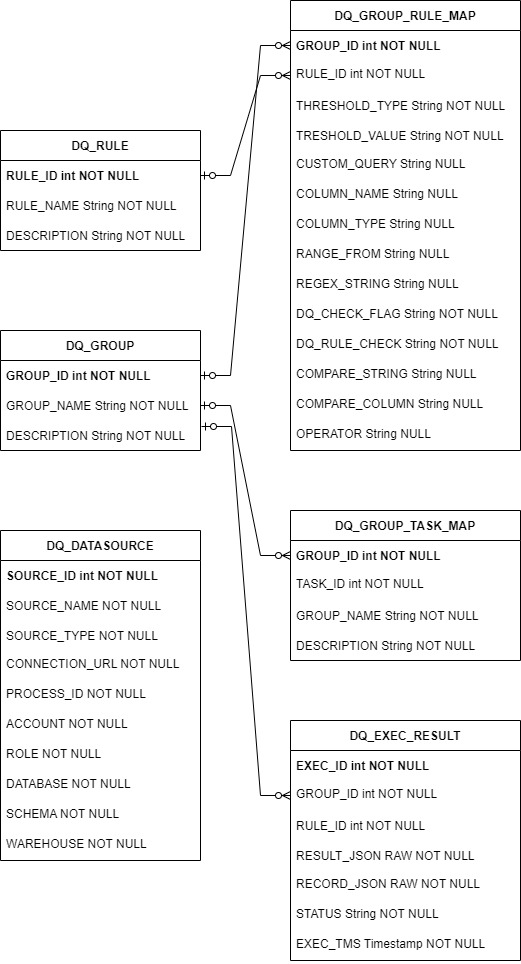 DQ_GROUP_RULE_MAP
GROUP_ID int NOT NULL
RULE_ID int NOT NULL
THRESHOLD_TYPE String NOT NULL
TRESHOLD_VALUE String NOT NULL
CUSTOM_QUERY String NULL
COLUMN_NAME String NULL
COLUMN_TYPE String NULL
RANGE_FROM String NULL
REGEX_STRING String NULL
DQ_CHECK_FLAG String NOT NULL
DQ_RULE_CHECK String NOT NULL
COMPARE_STRING String NULL
COMPARE_COLUMN String NULL
OPERATOR String NULL
DQ_RULE
RULE_ID int NOT NULL
RULE_NAME String NOT NULL
DESCRIPTION String NOT NULL
DQ_GROUP
GROUP_ID int NOT NULL
GROUP_NAME String NOT NULL
DESCRIPTION String NOT NULL
DQ_GROUP_TASK_MAP
GROUP_ID int NOT NULL
TASK_ID int NOT NULL
GROUP_NAME String NOT NULL
DESCRIPTION String NOT NULL
DQ_DATASOURCE
SOURCE_ID int NOT NULL
SOURCE_NAME NOT NULL
SOURCE_TYPE NOT NULL
CONNECTION_URL NOT NULL
PROCESS_ID NOT NULL
ACCOUNT NOT NULL
ROLE NOT NULL
DATABASE NOT NULL
SCHEMA NOT NULL
WAREHOUSE NOT NULL
DQ_EXEC_RESULT
EXEC_ID int NOT NULL
GROUP_ID int NOT NULL
RULE_ID int NOT NULL
RESULT_JSON RAW NOT NULL
RECORD_JSON RAW NOT NULL
STATUS String NOT NULL
EXEC_TMS Timestamp NOT NULL